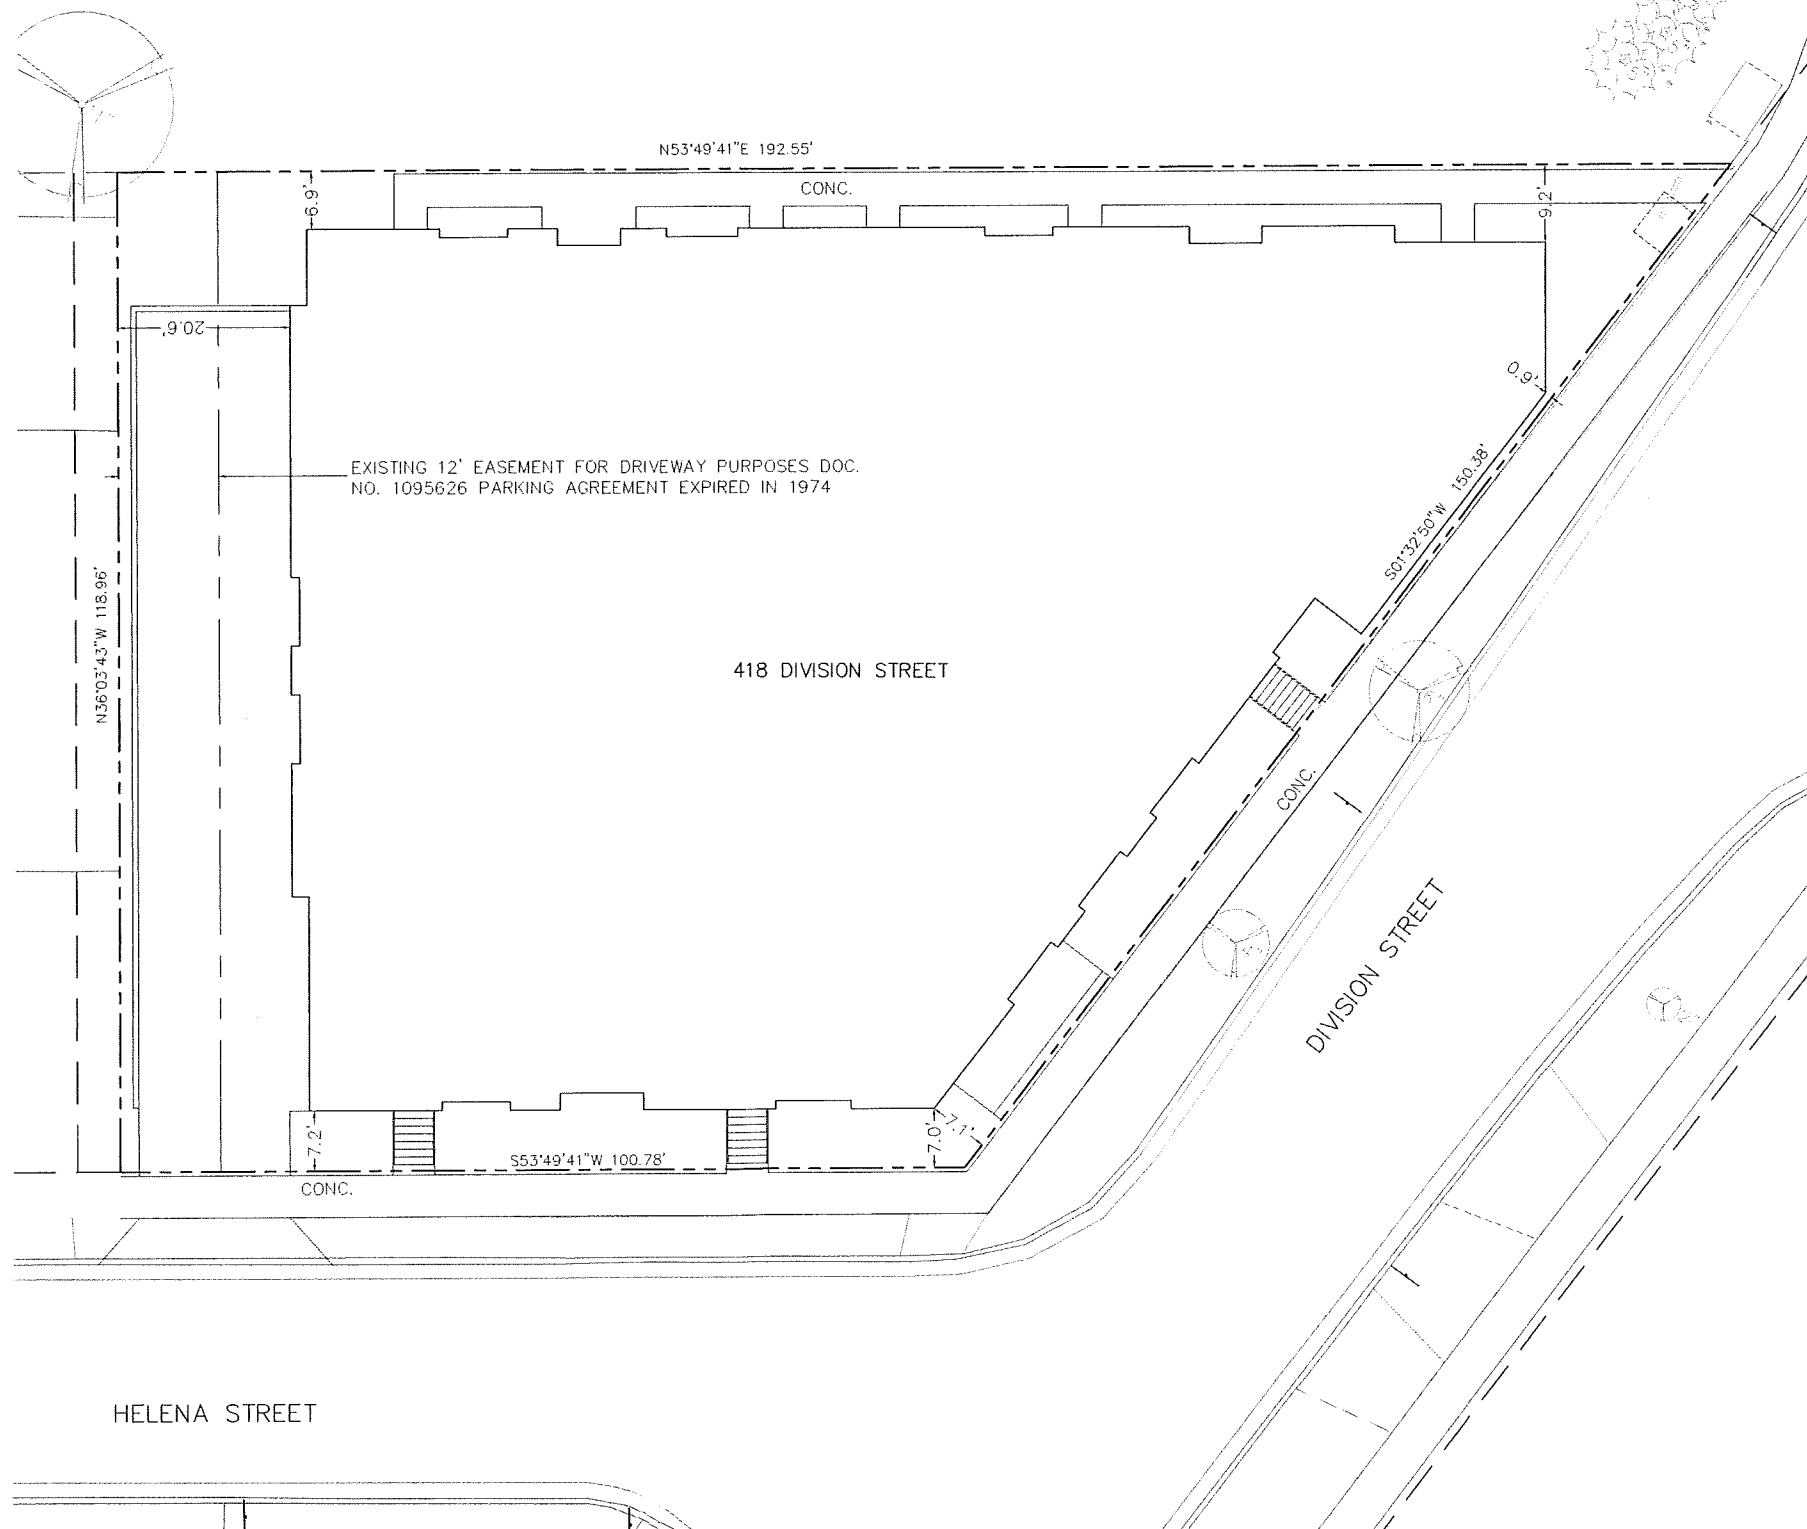 N53°49'41"E 192.55'
CONC.
6.9'
9.2'
20.6'
0.9'
EXISTING 12' EASEMENT FOR DRIVEWAY PURPOSES DOC.
NO. 1095626 PARKING AGREEMENT EXPIRED IN 1974
S01°32'50"W 150.38'
N36°03'43"W 118.96'
418 DIVISION STREET
CONC.
DIVISION STREET
7.2'
7.0'
7.1'
S53°49'41"W 100.78'
CONC.
HELENA STREET